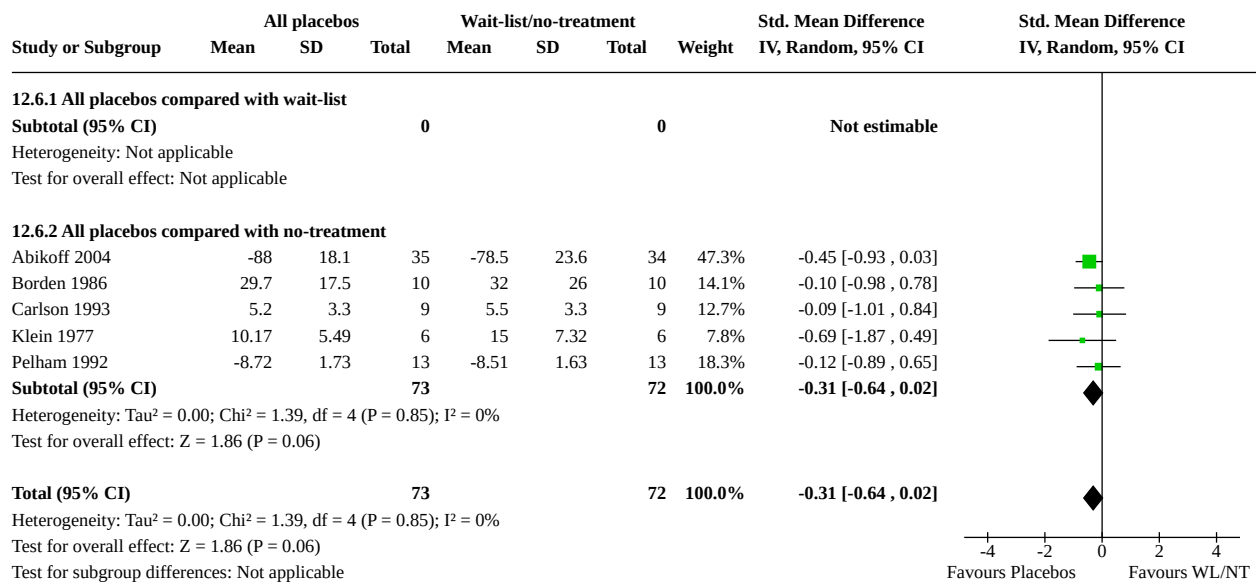 All placebos Wait-list/no-treatment Std. Mean Difference Std. Mean Difference
Study or Subgroup Mean SD Total Mean SD Total Weight IV, Random, 95% CI IV, Random, 95% CI
12.6.1 All placebos compared with wait-list
Subtotal (95% CI) 0 0 Not estimable
Heterogeneity: Not applicable
Test for overall effect: Not applicable
12.6.2 All placebos compared with no-treatment
Abikoff 2004 -88 18.1 35 -78.5 23.6 34 47.3% -0.45 [-0.93 , 0.03]
Borden 1986 29.7 17.5 10 32 26 10 14.1% -0.10 [-0.98 , 0.78]
Carlson 1993 5.2 3.3 9 5.5 3.3 9 12.7% -0.09 [-1.01 , 0.84]
Klein 1977 10.17 5.49 6 15 7.32 6 7.8% -0.69 [-1.87 , 0.49]
Pelham 1992 -8.72 1.73 13 -8.51 1.63 13 18.3% -0.12 [-0.89 , 0.65]
Subtotal (95% CI) 73 72 100.0% -0.31 [-0.64 , 0.02]
Heterogeneity: Tau² = 0.00; Chi² = 1.39, df = 4 (P = 0.85); I² = 0%
Test for overall effect: Z = 1.86 (P = 0.06)
Total (95% CI) 73 72 100.0% -0.31 [-0.64 , 0.02]
Heterogeneity: Tau² = 0.00; Chi² = 1.39, df = 4 (P = 0.85); I² = 0%
Test for overall effect: Z = 1.86 (P = 0.06)
-4 -2 0 2 4
Test for subgroup differences: Not applicable Favours Placebos Favours WL/NT